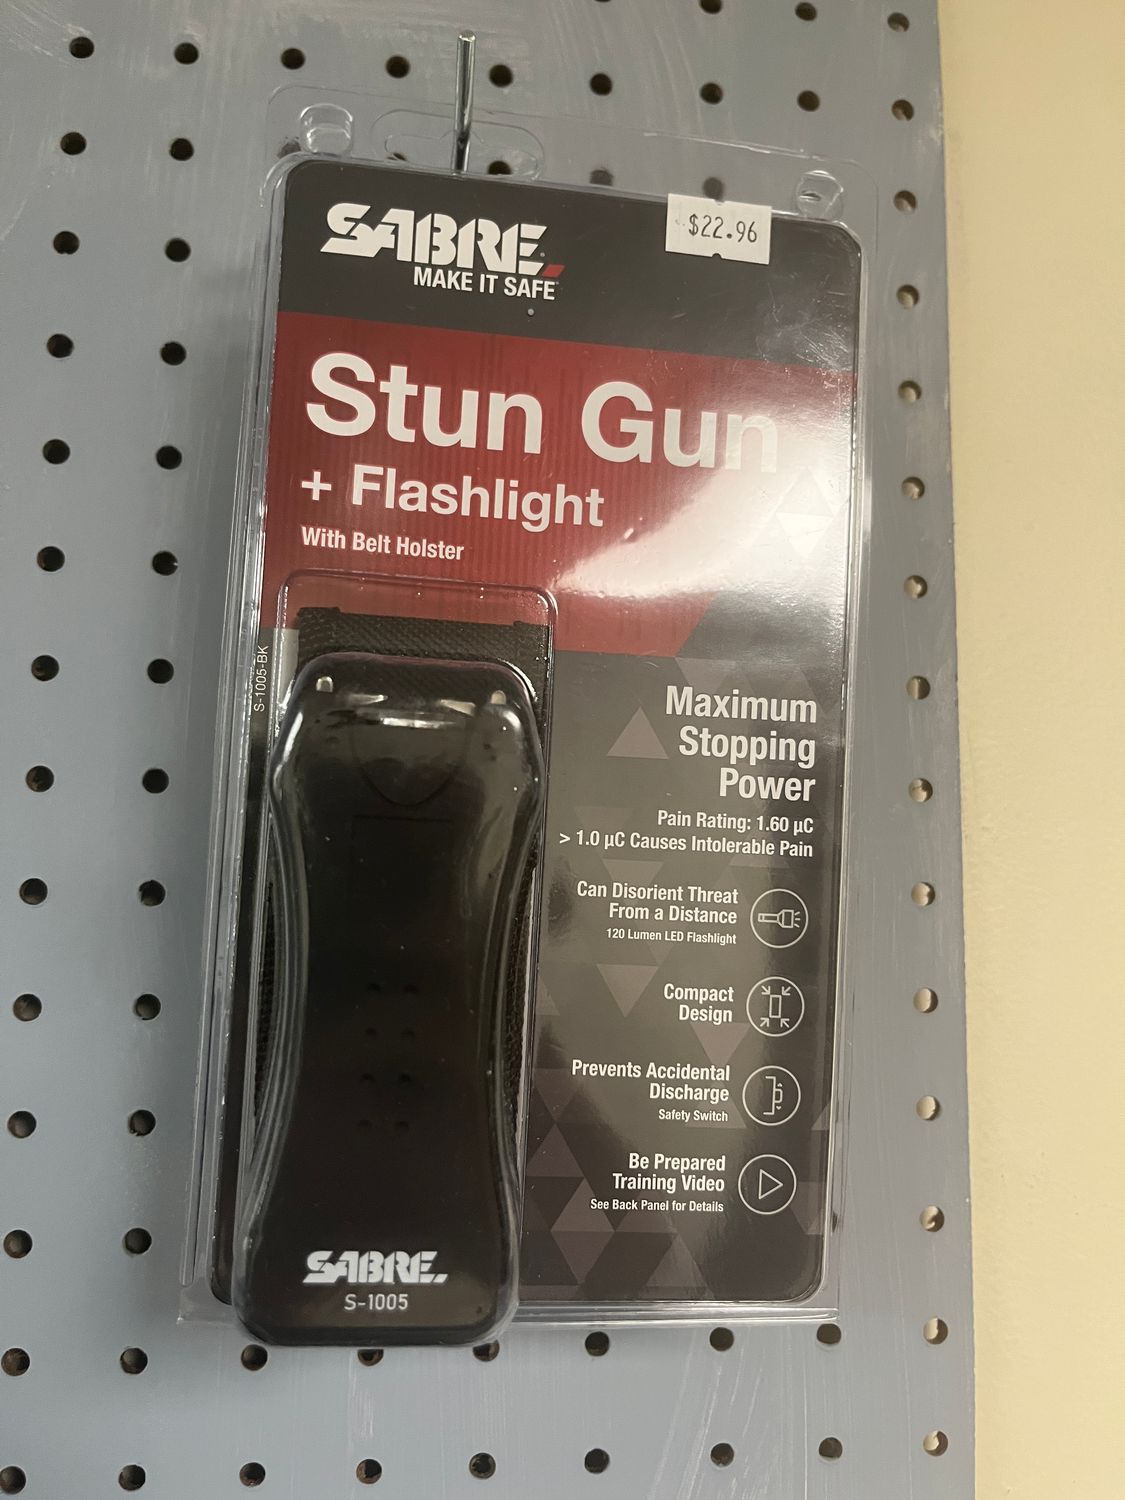 SABRE
MAKE IT SAFE
$22.96
Stun Gun
+ Flashlight
With Belt Holster
S-1005-BK
Maximum
Stopping
Power
Pain Rating: 1.60 µC
> 1.0 µC Causes Intolerable Pain
Can Disorient Threat
From a Distance
120 Lumen LED Flashlight
Compact
Design
Prevents Accidental
Discharge
Safety Switch
Be Prepared
Training Video
See Back Panel for Details
SABRE
S-1005